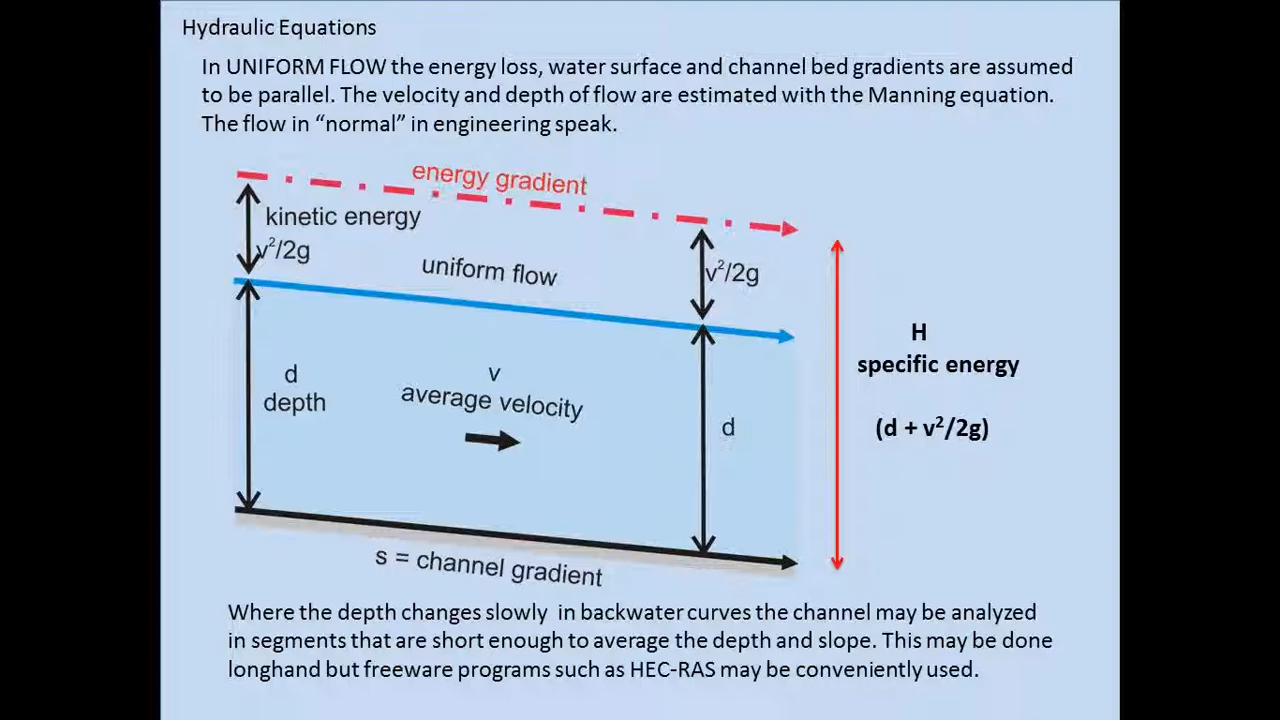 Hydraulic Equations
In UNIFORM FLOW the energy loss, water surface and channel bed gradients are assumed
to be parallel. The velocity and depth of flow are estimated with the Manning equation.
The flow in “normal” in engineering speak.
energy gradient
kinetic energy
v²/2g
uniform flow
v²/2g
H
specific energy
(d + v²/2g)
d
depth
v
average velocity
d
s = channel gradient
Where the depth changes slowly in backwater curves the channel may be analyzed
in segments that are short enough to average the depth and slope. This may be done
longhand but freeware programs such as HEC-RAS may be conveniently used.